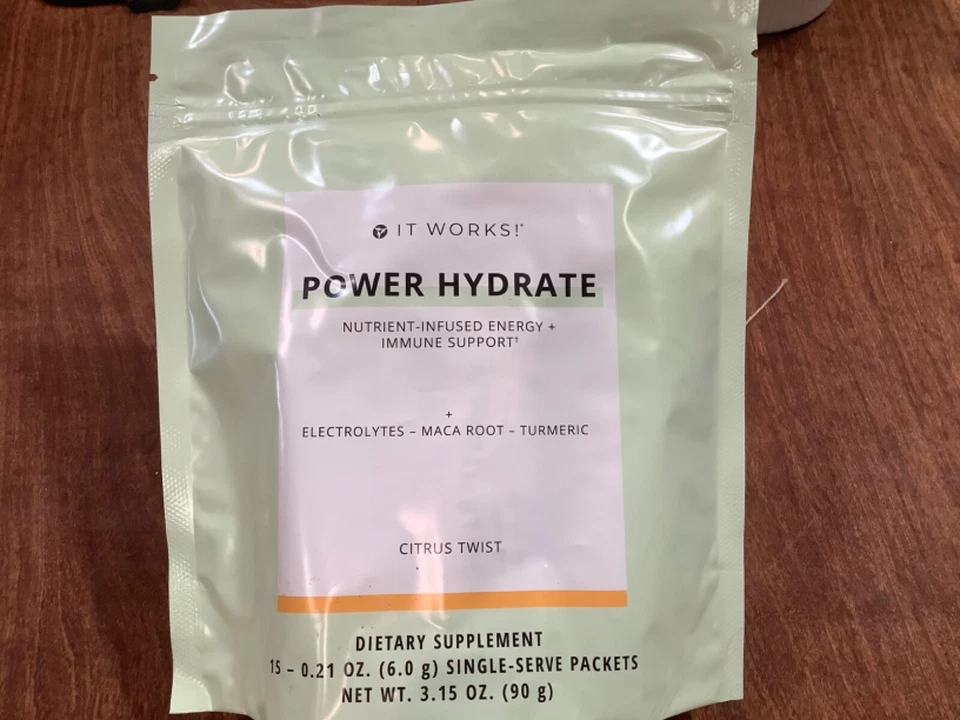 IT WORKS!
POWER HYDRATE
NUTRIENT-INFUSED ENERGY +
IMMUNE SUPPORT‡
+
ELECTROLYTES – MACA ROOT – TURMERIC
CITRUS TWIST
DIETARY SUPPLEMENT
15 – 0.21 OZ. (6.0 g) SINGLE-SERVE PACKETS
NET WT. 3.15 OZ. (90 g)